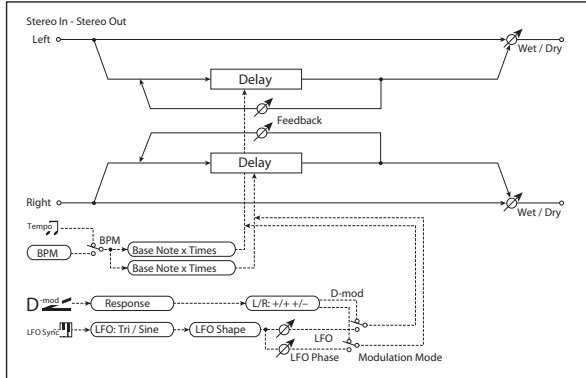 Stereo In - Stereo Out
Left
Wet / Dry
Delay
Feedback
Delay
Right
Wet / Dry
Tempo
BPM
BPM
Base Note x Times
Base Note x Times
D-mod
Response
L/R: +/+ +/–
D-mod
LFO Sync
LFO: Tri / Sine
LFO Shape
LFO
LFO Phase
Modulation Mode